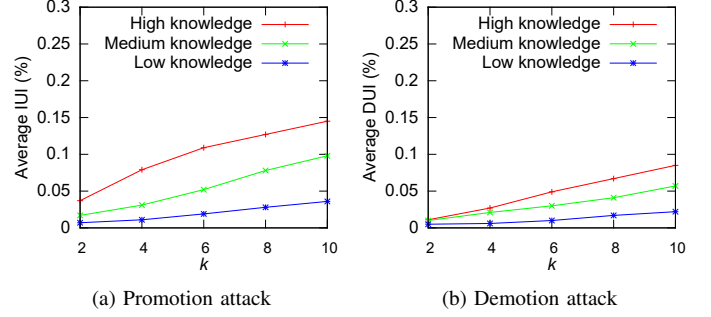 0.3
0.25
0.2
0.15
0.1
0.05
0
Average IUI (%)
High knowledge
Medium knowledge
Low knowledge
2 4 6 8 10
k
(a) Promotion attack
0.3
0.25
0.2
0.15
0.1
0.05
0
Average DUI (%)
High knowledge
Medium knowledge
Low knowledge
2 4 6 8 10
k
(b) Demotion attack